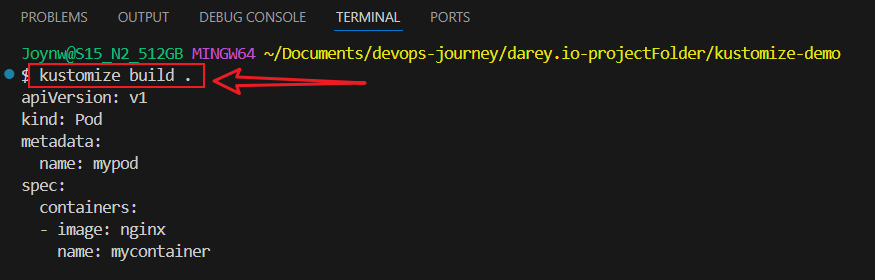 PROBLEMS OUTPUT DEBUG CONSOLE TERMINAL PORTS
Joynw@S15_N2_512GB MINGW64 ~/Documents/devops-journey/darey.io-projectFolder/kustomize-demo
$ kustomize build .
apiVersion: v1
kind: Pod
metadata:
  name: mypod
spec:
  containers:
  - image: nginx
    name: mycontainer